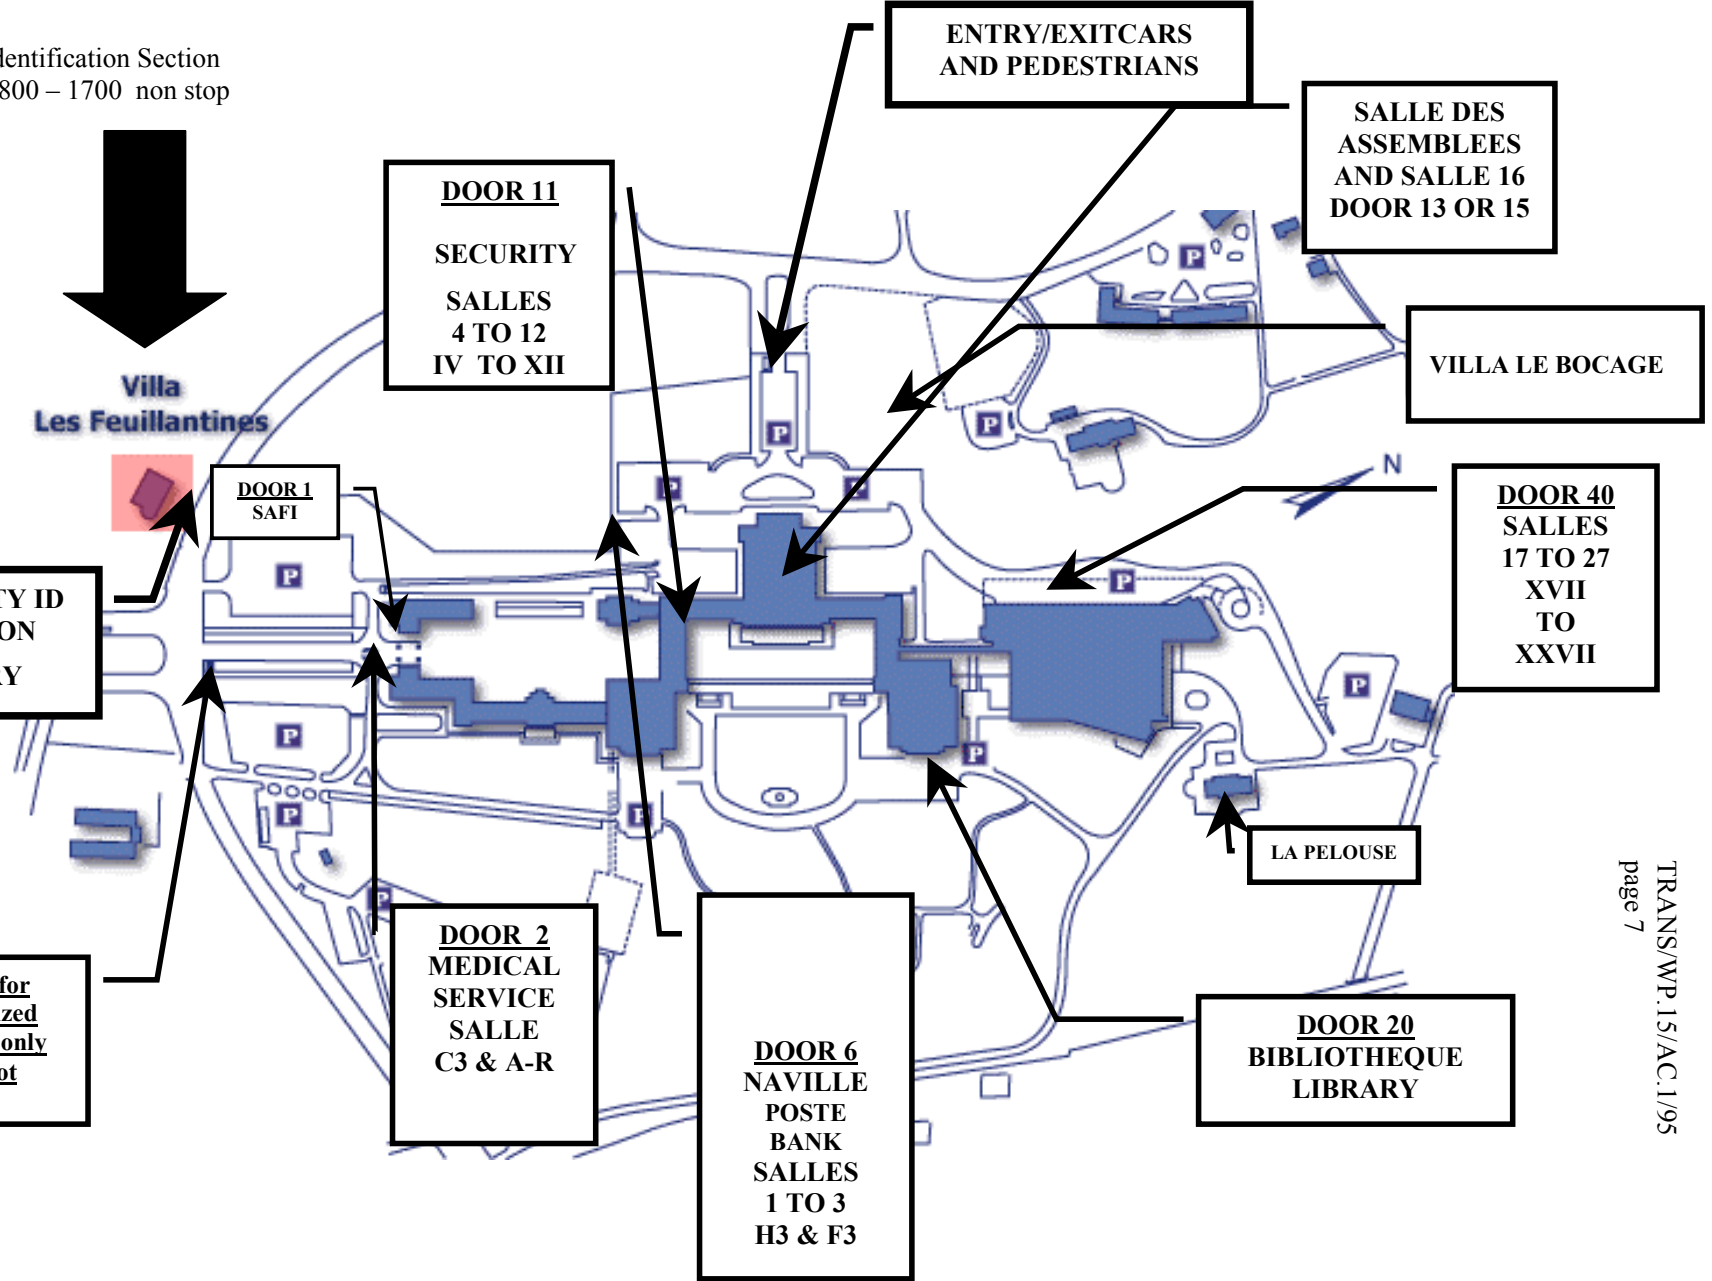 dentification Section
800 – 1700 non stop
ENTRY/EXITCARS
AND PEDESTRIANS
SALLE DES
ASSEMBLEES
AND SALLE 16
DOOR 13 OR 15
DOOR 11
SECURITY
SALLES
4 TO 12
IV TO XII
VILLA LE BOCAGE
Villa
Les Feuillantines
DOOR 1
SAFI
N
DOOR 40
SALLES
17 TO 27
XVII
TO
XXVII
TY ID
ON
RY
P
P
P
P
P
P
P
P
P
P
P
P
P
LA PELOUSE
for
zed
only
ot
DOOR 2
MEDICAL
SERVICE
SALLE
C3 & A-R
DOOR 6
NAVILLE
POSTE
BANK
SALLES
1 TO 3
H3 & F3
DOOR 20
BIBLIOTHEQUE
LIBRARY
TRANS/WP.15/AC.1/95
page 7